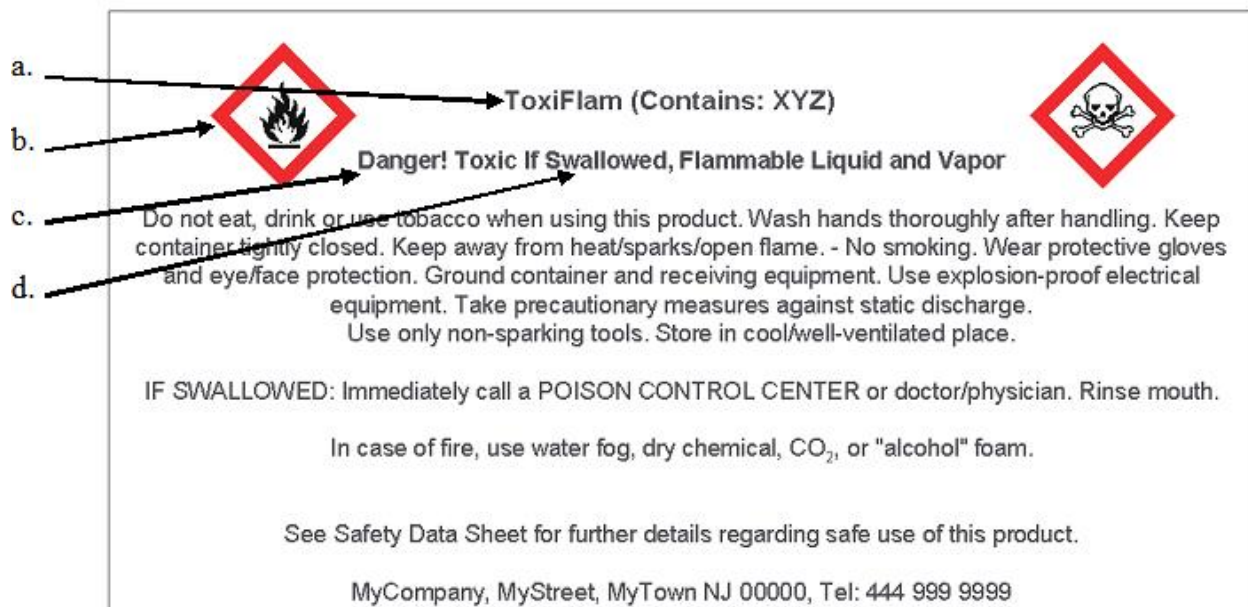 a.
ToxiFlam (Contains: XYZ)
b.
Danger! Toxic If Swallowed, Flammable Liquid and Vapor
c.
Do not eat, drink or use tobacco when using this product. Wash hands thoroughly after handling. Keep
container tightly closed. Keep away from heat/sparks/open flame. - No smoking. Wear protective gloves
d.
and eye/face protection. Ground container and receiving equipment. Use explosion-proof electrical
equipment. Take precautionary measures against static discharge.
Use only non-sparking tools. Store in cool/well-ventilated place.
IF SWALLOWED: Immediately call a POISON CONTROL CENTER or doctor/physician. Rinse mouth.
In case of fire, use water fog, dry chemical, CO₂, or "alcohol" foam.
See Safety Data Sheet for further details regarding safe use of this product.
MyCompany, MyStreet, MyTown NJ 00000, Tel: 444 999 9999